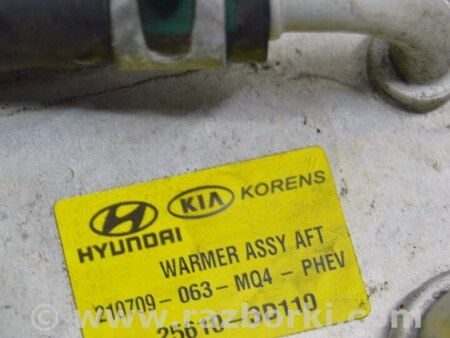 KIA KORENS
HYUNDAI
WARMER ASSY AFT
210709-063-MQ4-PHEV
© www.razborki.com